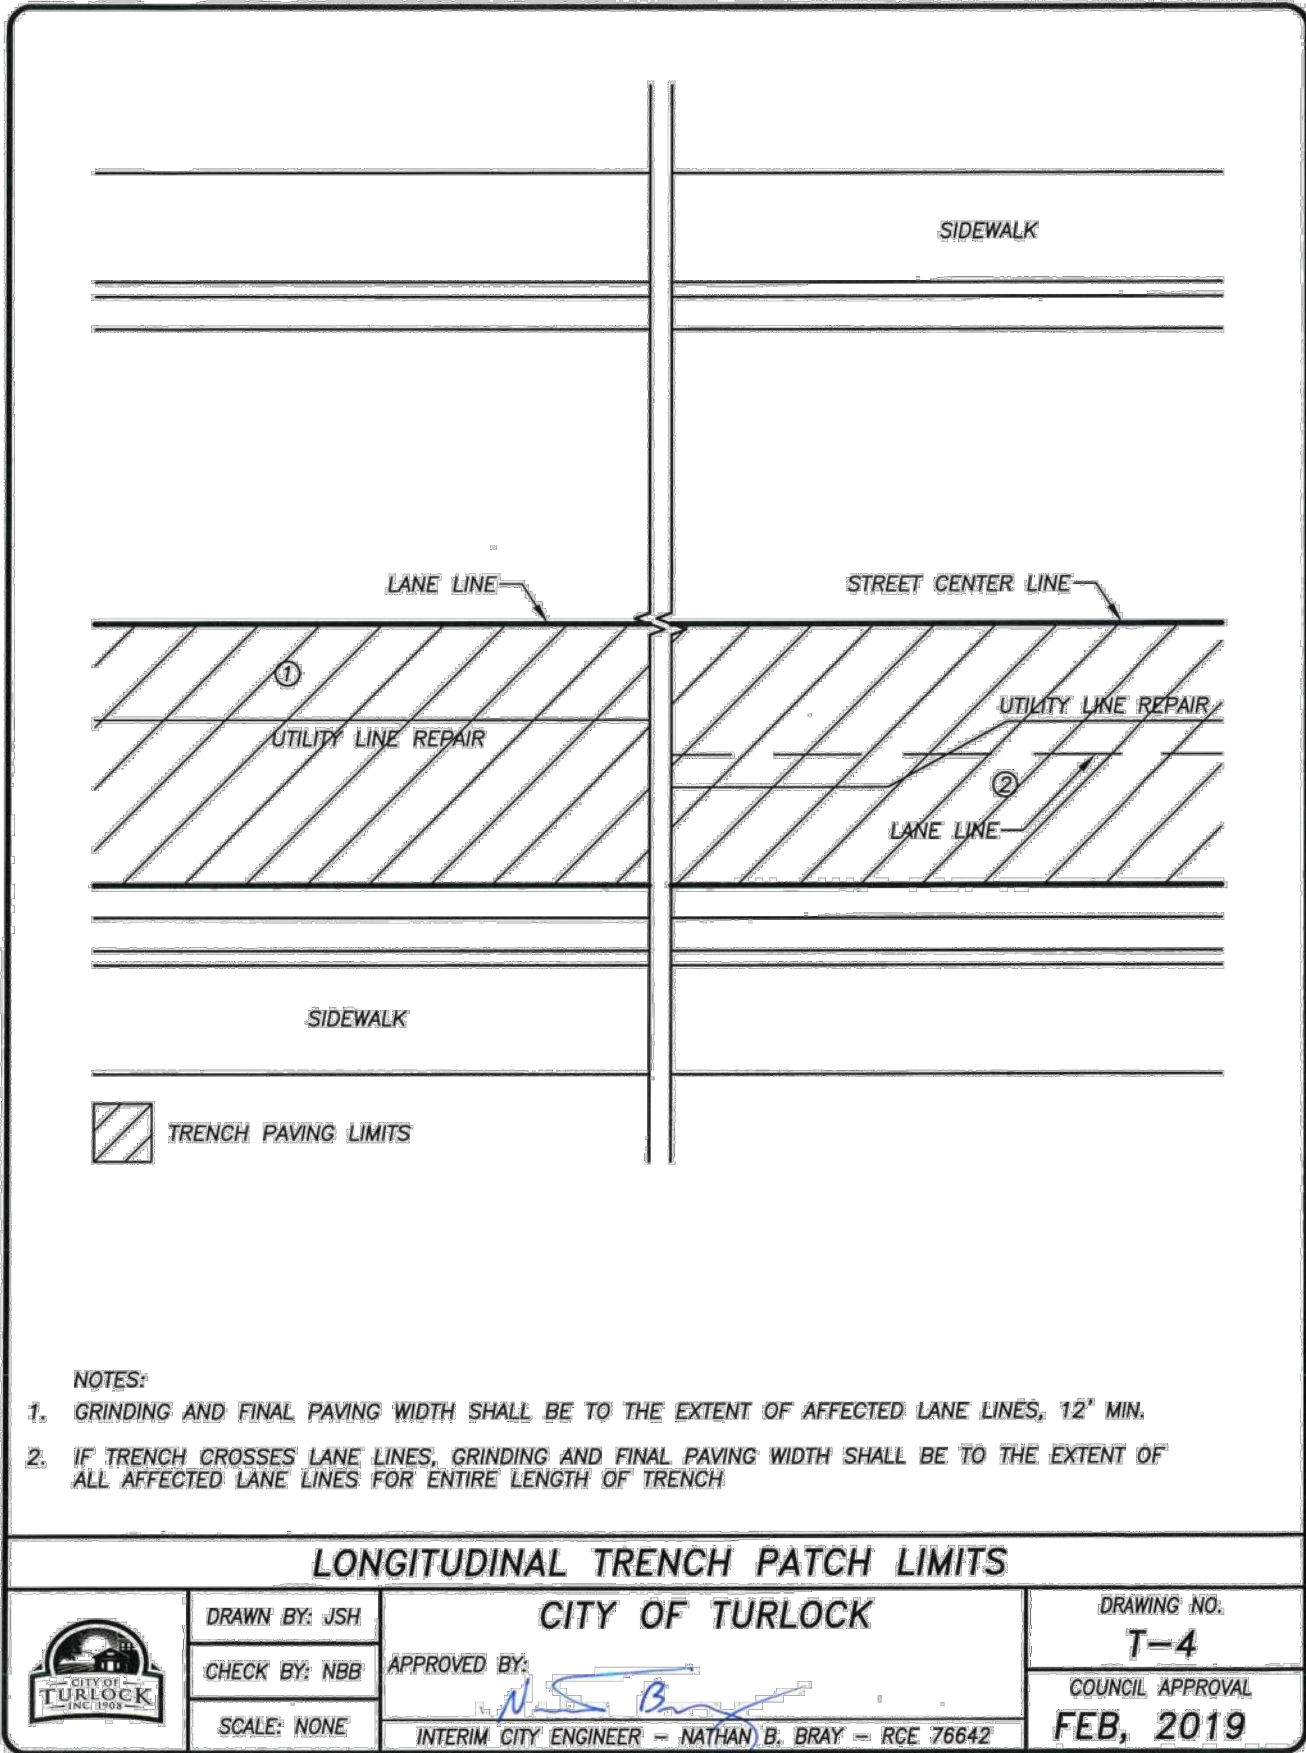 SIDEWALK
LANE LINE
STREET CENTER LINE
1
UTILITY LINE REPAIR
UTILITY LINE REPAIR
2
LANE LINE
SIDEWALK
TRENCH PAVING LIMITS
NOTES:
1. GRINDING AND FINAL PAVING WIDTH SHALL BE TO THE EXTENT OF AFFECTED LANE LINES, 12' MIN.
2. IF TRENCH CROSSES LANE LINES, GRINDING AND FINAL PAVING WIDTH SHALL BE TO THE EXTENT OF
ALL AFFECTED LANE LINES FOR ENTIRE LENGTH OF TRENCH
LONGITUDINAL TRENCH PATCH LIMITS
CITY OF
TURLOCK
INC. 1908
DRAWN BY: JSH
CHECK BY: NBB
SCALE: NONE
CITY OF TURLOCK
APPROVED BY:
INTERIM CITY ENGINEER – NATHAN B. BRAY – RCE 76642
DRAWING NO.
T-4
COUNCIL APPROVAL
FEB, 2019